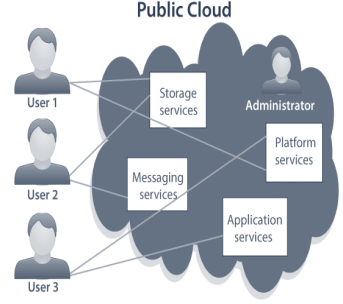 Public Cloud
User 1
Storage
services
Administrator
Platform
services
User 2
Messaging
services
Application
services
User 3